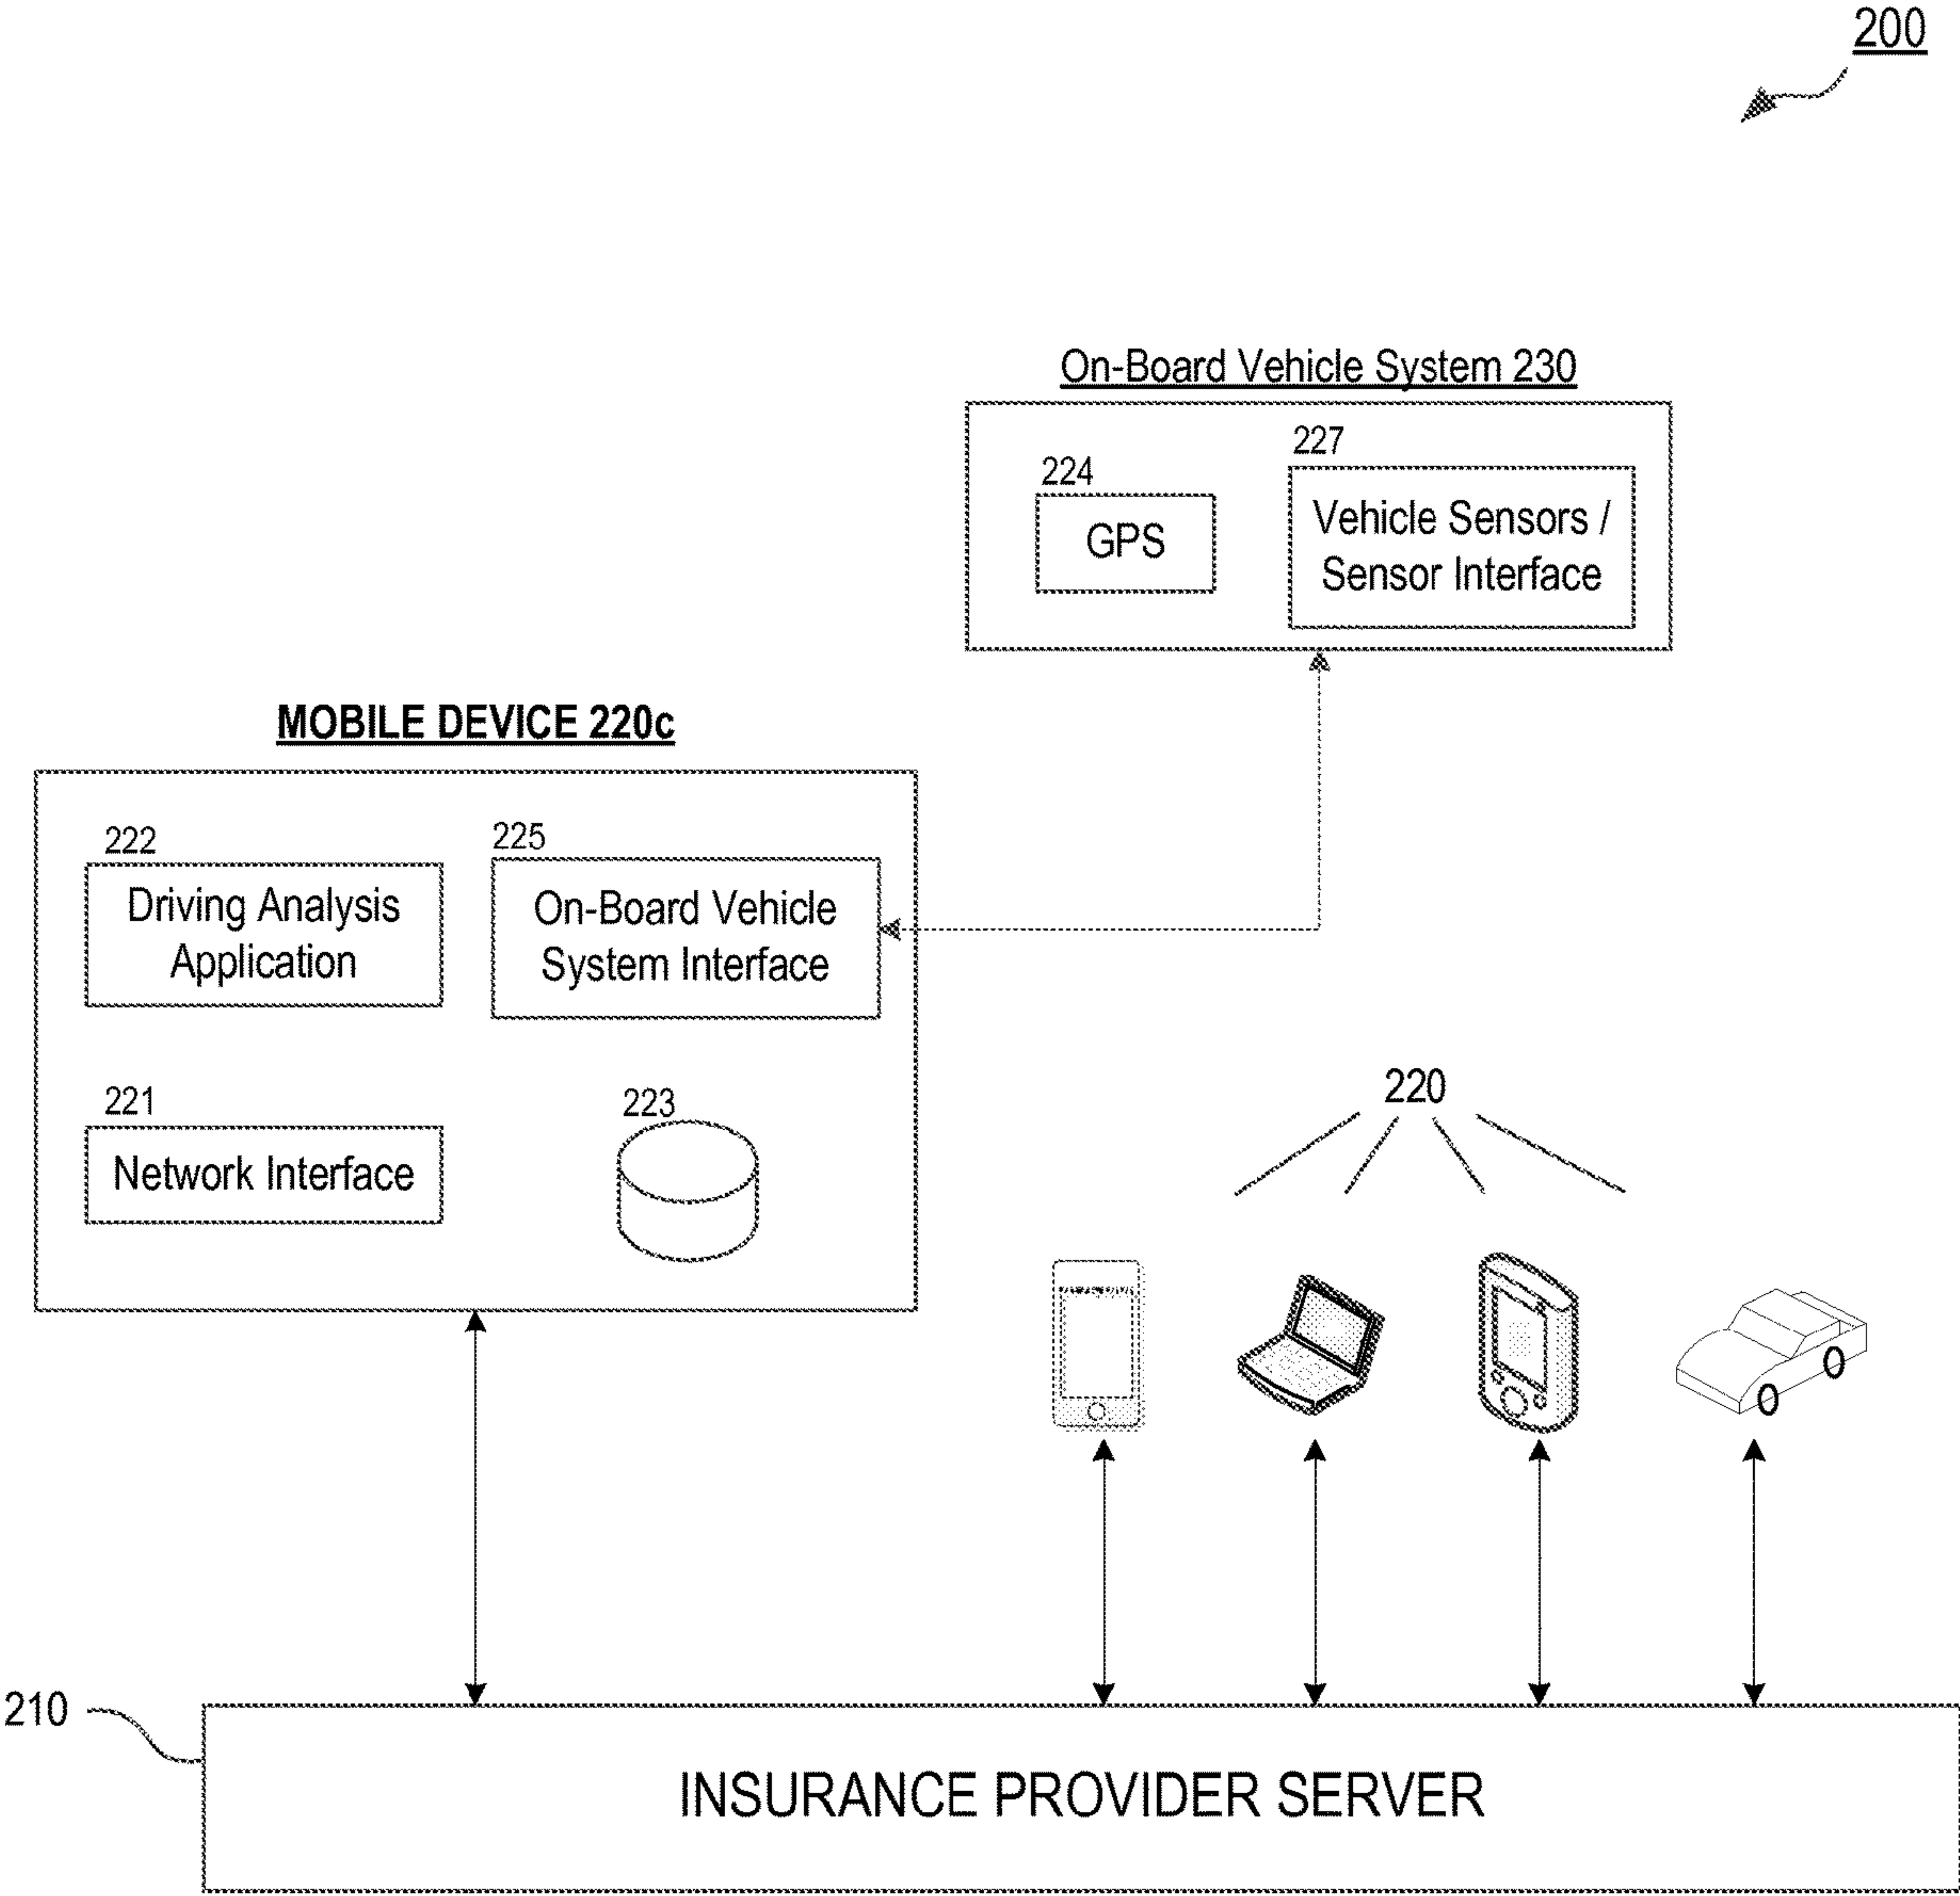 200
On-Board Vehicle System 230
224
GPS
227
Vehicle Sensors /
Sensor Interface
MOBILE DEVICE 220c
222
Driving Analysis
Application
225
On-Board Vehicle
System Interface
221
Network Interface
223
220
210
INSURANCE PROVIDER SERVER